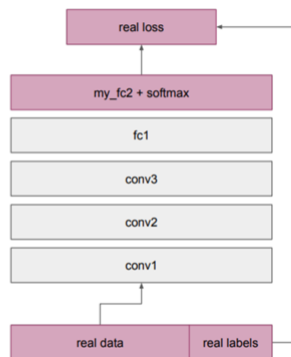 real loss
my_fc2 + softmax
fc1
conv3
conv2
conv1
real data real labels